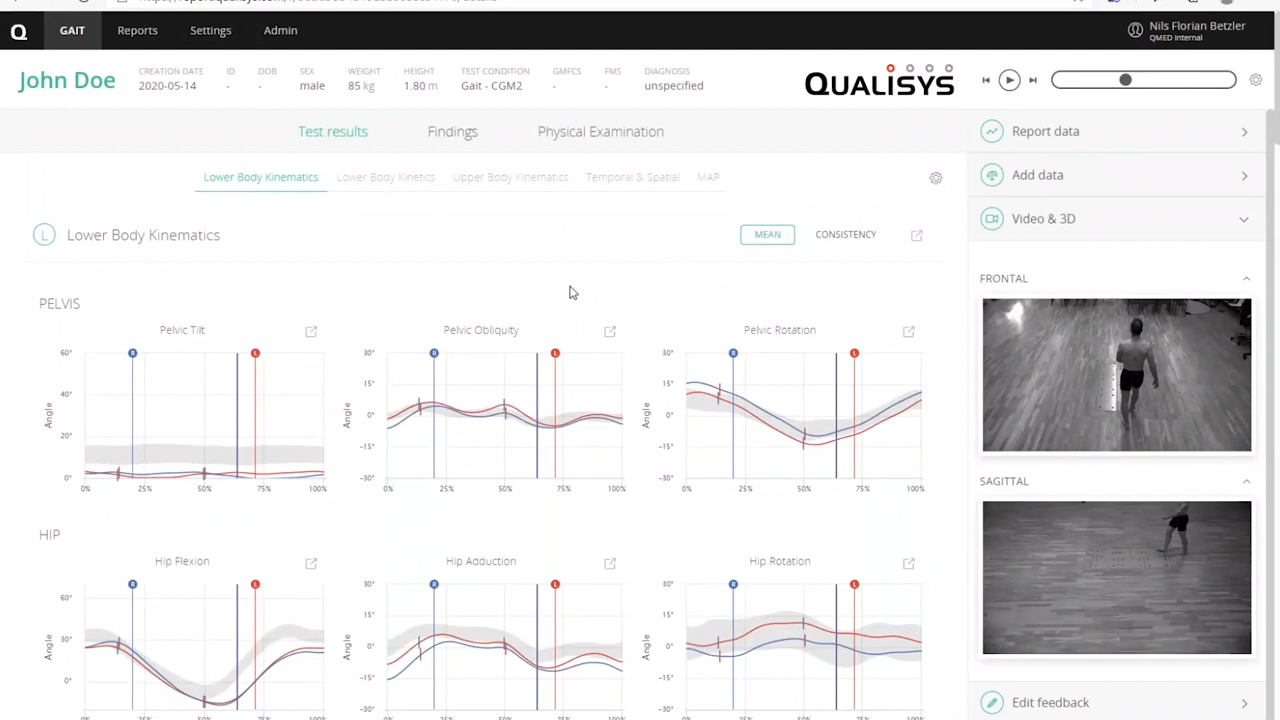 Q GAIT Reports Settings Admin
Nils Florian Betzler
QMED Internal
John Doe
CREATION DATE ID DOB SEX WEIGHT HEIGHT TEST CONDITION GMFCS FMS DIAGNOSIS
2020-05-14 - - male 85 kg 1.80 m Gait - CGM2 - - unspecified
QUALISYS
Test results Findings Physical Examination
Lower Body Kinematics Lower Body Kinetics Upper Body Kinematics Temporal & Spatial MAP
L Lower Body Kinematics
MEAN CONSISTENCY
PELVIS
Pelvic Tilt
R L
60°
40°
20°
0°
Angle
0% 25% 50% 75% 100%
Pelvic Obliquity
R L
30°
15°
0°
-15°
-30°
Angle
0% 25% 50% 75% 100%
Pelvic Rotation
R L
30°
15°
0°
-15°
-30°
Angle
0% 25% 50% 75% 100%
HIP
Hip Flexion
R L
60°
30°
0°
Angle
Hip Adduction
R L
30°
15°
0°
-15°
-30°
Angle
Hip Rotation
R L
30°
15°
0°
-15°
-30°
Angle
Report data
Add data
Video & 3D
FRONTAL
SAGITTAL
Edit feedback